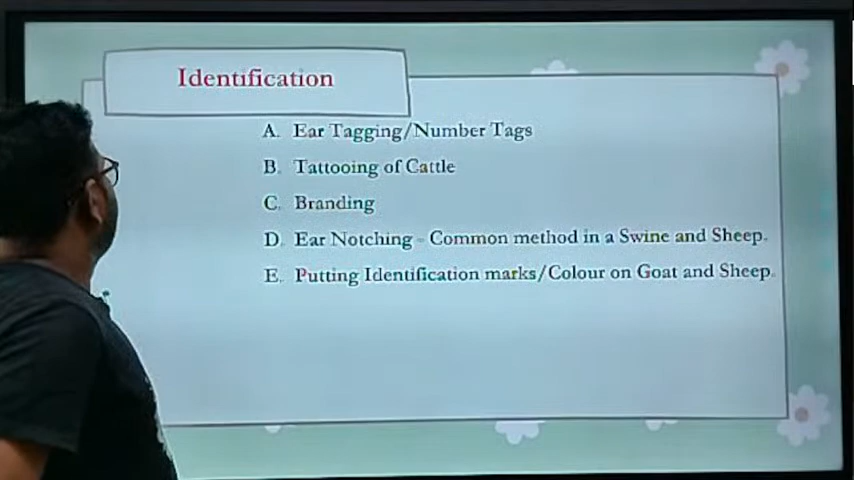 Identification
A. Ear Tagging/Number Tags
B. Tattooing of Cattle
C. Branding
D. Ear Notching - Common method in a Swine and Sheep.
E. Putting Identification marks/Colour on Goat and Sheep.